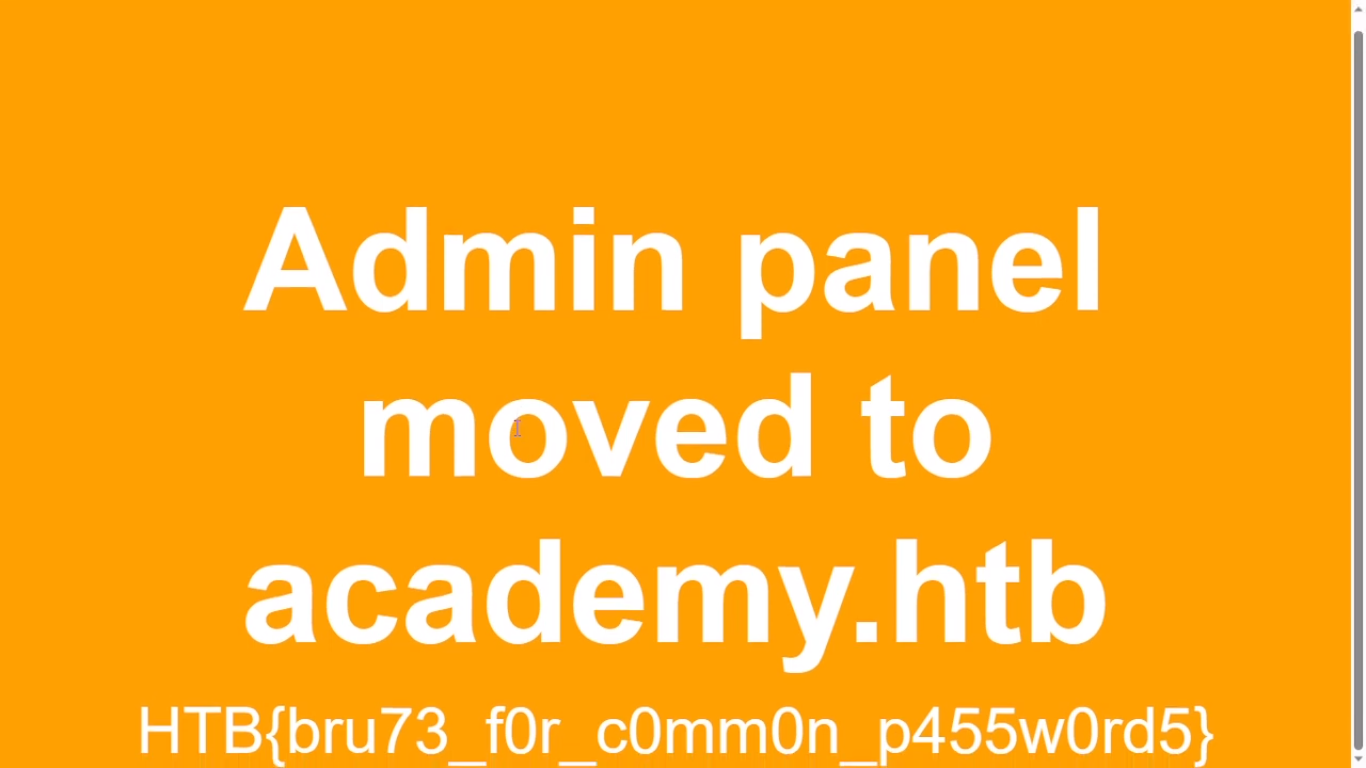 Admin panel
moved to
academy.htb
HTB{bru73_f0r_c0mm0n_p455w0rd5}